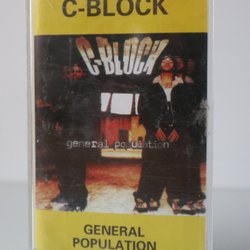 C-BLOCK
C-BLOCK
general population
GENERAL
POPULATION